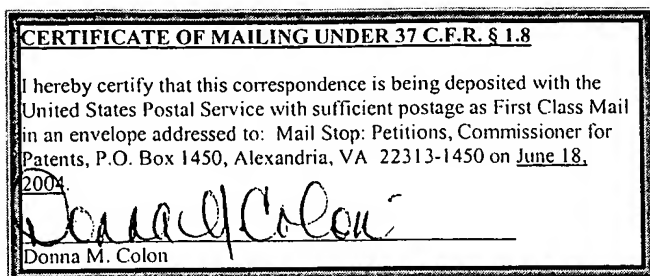 CERTIFICATE OF MAILING UNDER 37 C.F.R. § 1.8
I hereby certify that this correspondence is being deposited with the
United States Postal Service with sufficient postage as First Class Mail
in an envelope addressed to: Mail Stop: Petitions, Commissioner for
Patents, P.O. Box 1450, Alexandria, VA 22313-1450 on June 18,
2004.
Donna M Colon
Donna M. Colon